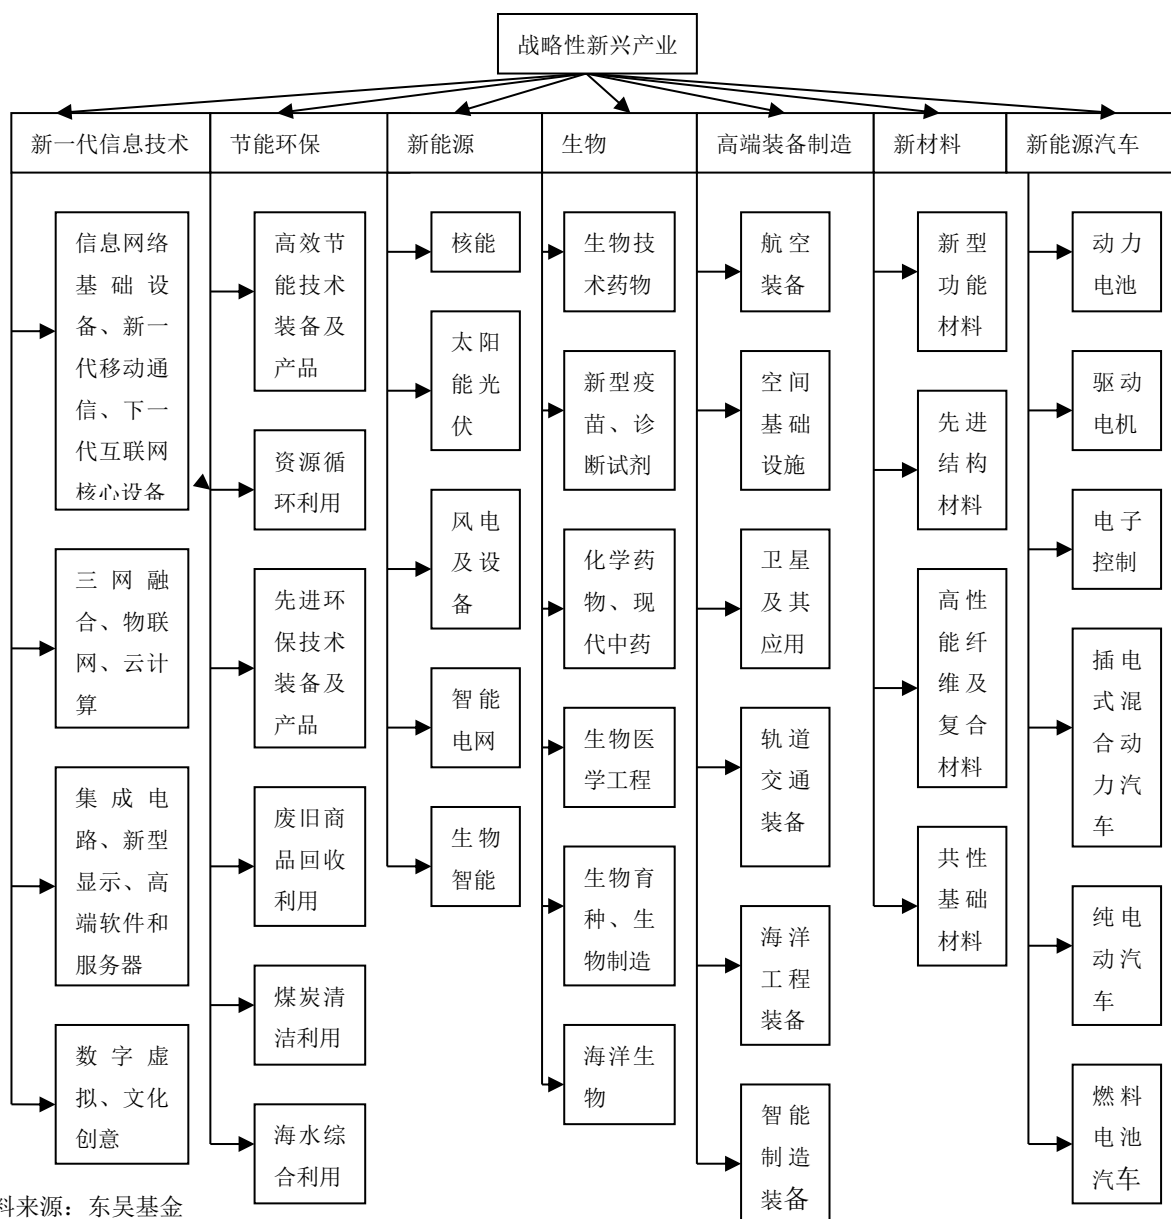 战略性新兴产业
新一代信息技术
节能环保
新能源
生物
高端装备制造
新材料
新能源汽车
信息网络
基础设
备、新一
代移动通
信、下一
代互联网
核心设备
三网融
合、物联
网、云计
算
集成电
路、新型
显示、高
端软件和
服务器
数字虚
拟、文化
创意
高效节
能技术
装备及
产品
资源循
环利用
先进环
保技术
装备及
产品
废旧商
品回收
利用
煤炭清
洁利用
海水综
合利用
核能
太阳
能光
伏
风电
及设
备
智能
电网
生物
智能
生物技
术药物
新型疫
苗、诊
断试剂
化学药
物、现
代中药
生物医
学工程
生物育
种、生
物制造
海洋生
物
航空
装备
空间
基础
设施
卫星
及其
应用
轨道
交通
装备
海洋
工程
装备
智能
制造
装备
新型
功能
材料
先进
结构
材料
高性
能纤
维及
复合
材料
共性
基础
材料
动力
电池
驱动
电机
电子
控制
插电
式混
合动
力汽
车
纯电
动汽
车
燃料
电池
汽车
料来源：东吴基金